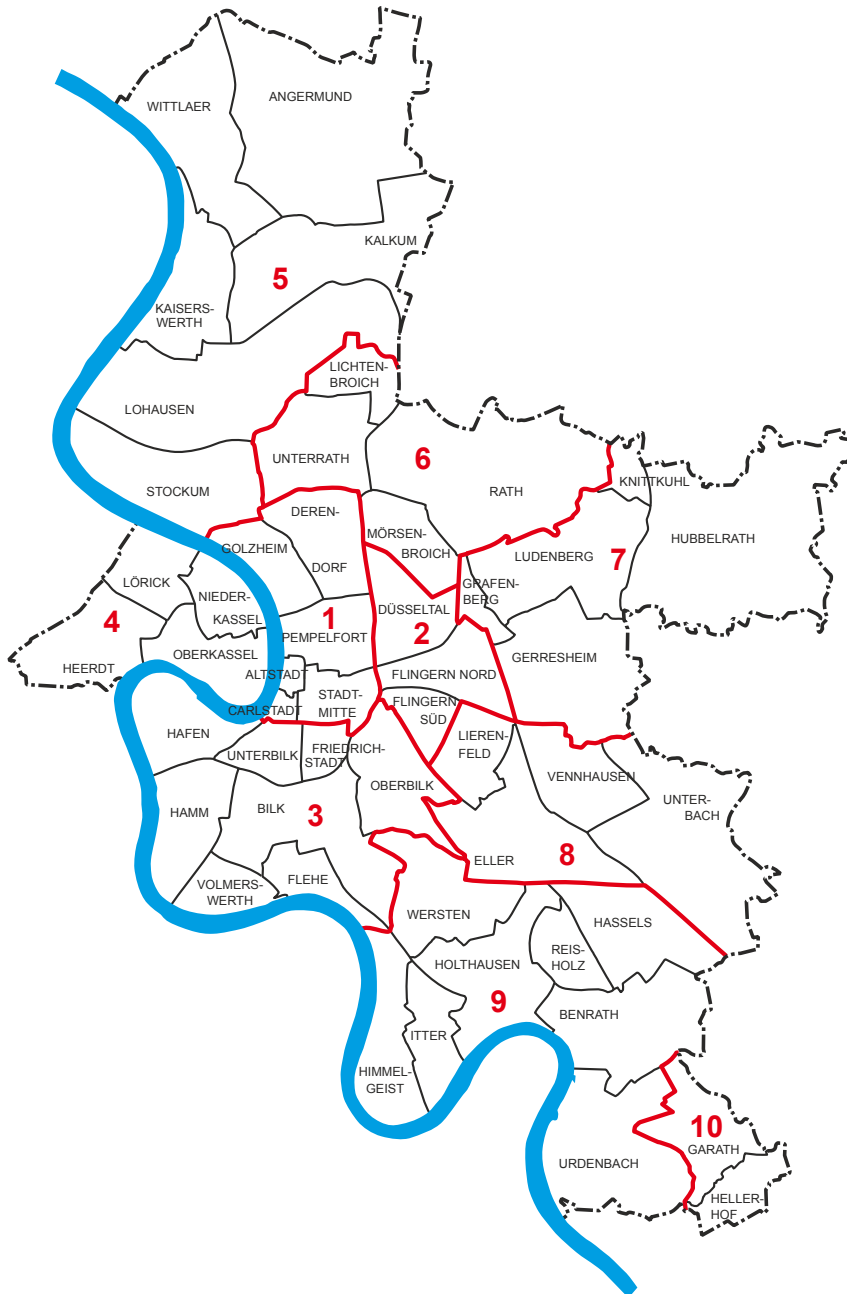 ANGERMUND
WITTLAER
KALKUM
5
KAISERS-
WERTH
LICHTEN-
BROICH
LOHAUSEN
UNTERRATH
6
KNITTKUHL
STOCKUM
RATH
DEREN-
MÖRSEN-
BROICH
HUBBELRATH
GOLZHEIM
LUDENBERG
7
DORF
LÖRICK
GRAFEN-
BERG
NIEDER-
KASSEL
DÜSSELTAL
4
1
2
PEMPELFORT
HEERDT
OBERKASSEL
GERRESHEIM
ALTSTADT
FLINGERN NORD
STADT-
MITTE
FLINGERN
SÜD
CARLSTADT
HAFEN
LIEREN-
FELD
UNTERBILK
FRIEDRICH-
STADT
VENNHAUSEN
OBERBILK
UNTER-
BACH
HAMM
BILK
3
ELLER
8
VOLMERS-
WERTH
FLEHE
WERSTEN
HASSELS
REIS-
HOLZ
HOLTHAUSEN
9
BENRATH
ITTER
HIMMEL-
GEIST
10
GARATH
URDENBACH
HELLER-
HOF